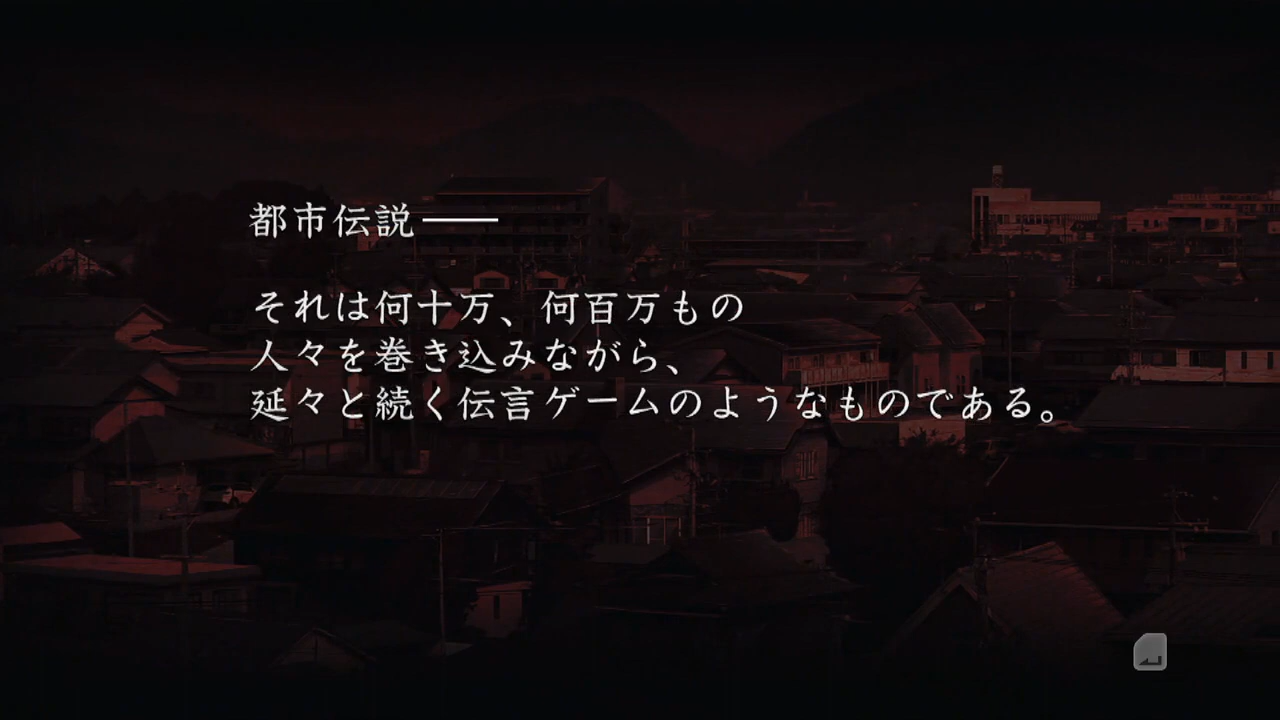 都市伝説――
それは何十万、何百万もの
人々を巻き込みながら、
延々と続く伝言ゲームのようなものである。